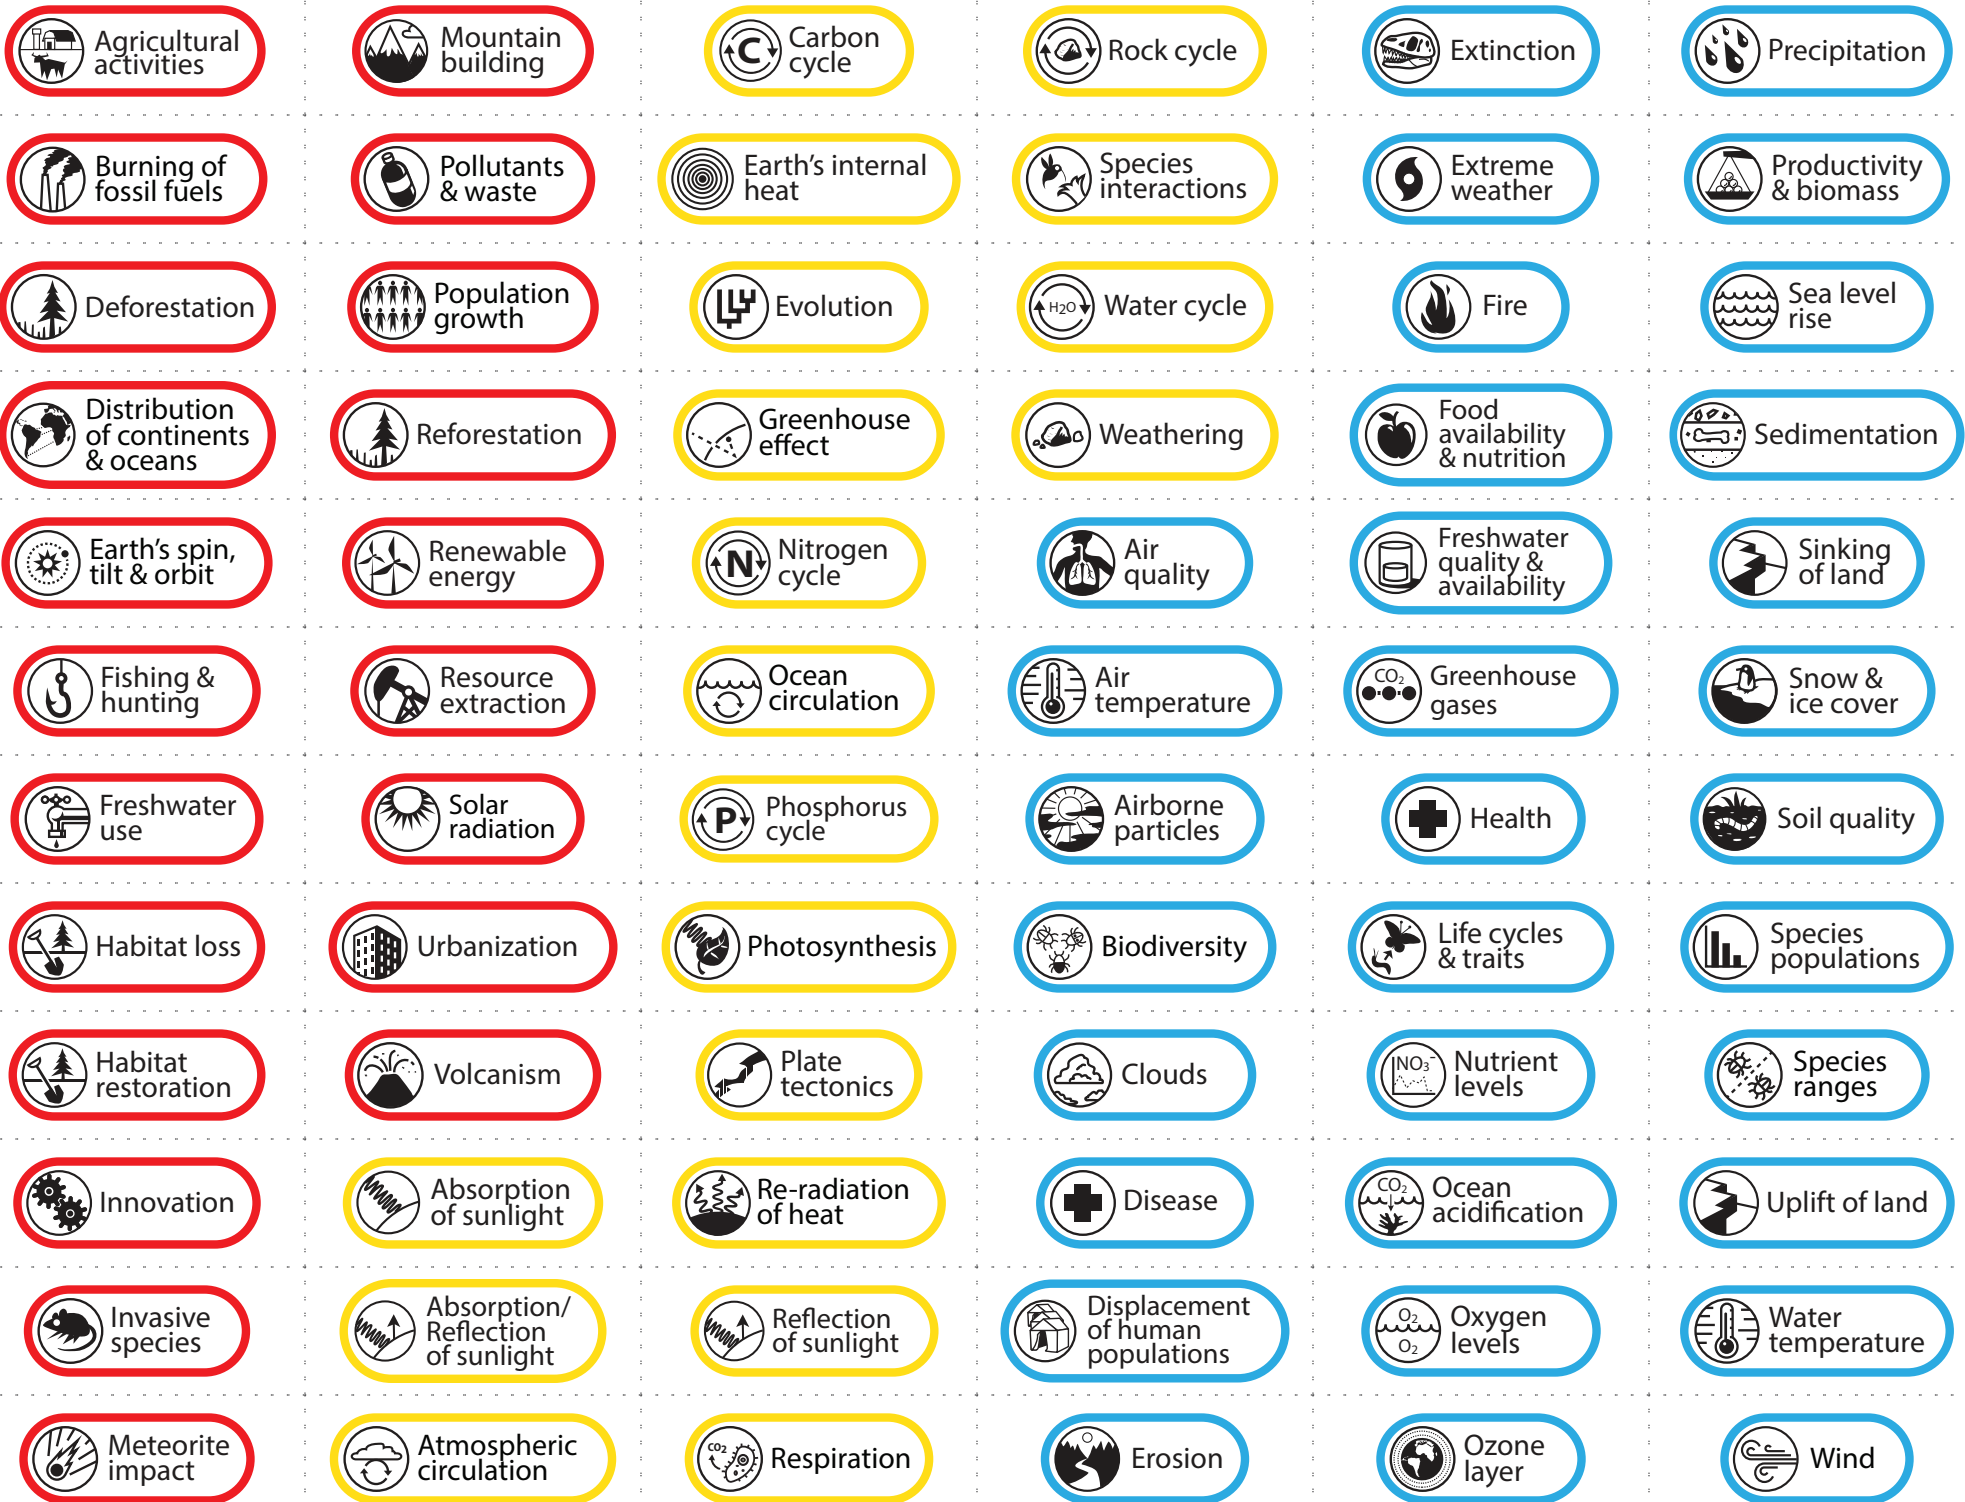 Agricultural
activities
Mountain
building
C
Carbon
cycle
Rock cycle
Extinction
Precipitation
Burning of
fossil fuels
Pollutants
& waste
Earth's internal
heat
Species
interactions
Extreme
weather
Productivity
& biomass
Deforestation
Population
growth
Evolution
H2O
Water cycle
Fire
Sea level
rise
Distribution
of continents
& oceans
Reforestation
Greenhouse
effect
Weathering
Food
availability
& nutrition
Sedimentation
Earth's spin,
tilt & orbit
Renewable
energy
N
Nitrogen
cycle
Air
quality
Freshwater
quality &
availability
Sinking
of land
Fishing &
hunting
Resource
extraction
Ocean
circulation
Air
temperature
CO₂
Greenhouse
gases
Snow &
ice cover
Freshwater
use
Solar
radiation
P
Phosphorus
cycle
Airborne
particles
Health
Soil quality
Habitat loss
Urbanization
Photosynthesis
Biodiversity
Life cycles
& traits
Species
populations
Habitat
restoration
Volcanism
Plate
tectonics
Clouds
NO₃⁻
Nutrient
levels
Species
ranges
Innovation
Absorption
of sunlight
Re-radiation
of heat
Disease
CO₂
Ocean
acidification
Uplift of land
Invasive
species
Absorption/
Reflection
of sunlight
Reflection
of sunlight
Displacement
of human
populations
O₂
O₂
Oxygen
levels
Water
temperature
Meteorite
impact
Atmospheric
circulation
CO₂
Respiration
Erosion
Ozone
layer
Wind